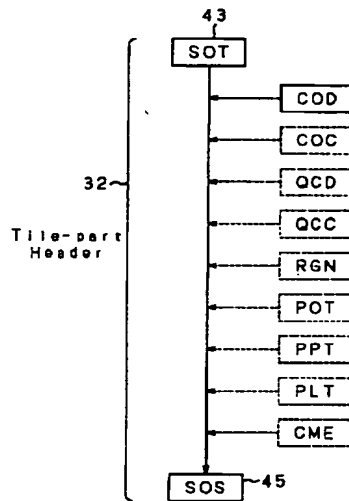 43
SOT
COD
COC
32
QCD
QCC
Tile-part
Header
RGN
POT
PPT
PLT
CME
SOS
45